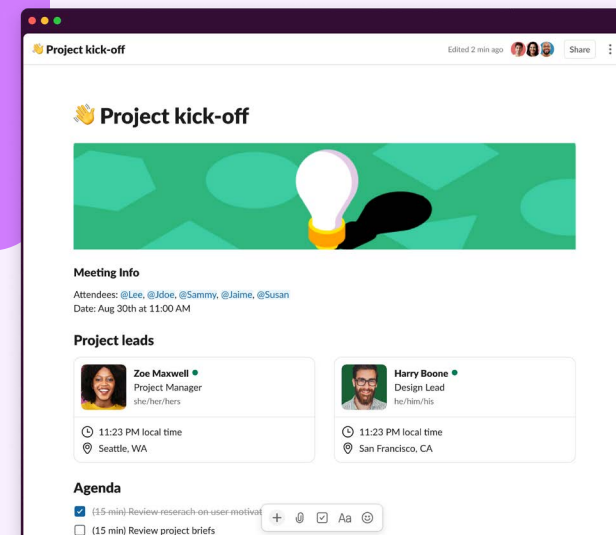 Project kick-off
Edited 2 min ago
Share
Project kick-off
Meeting Info
Attendees: @Lee, @Jdoe, @Sammy, @Jaime, @Susan
Date: Aug 30th at 11:00 AM
Project leads
Zoe Maxwell
Project Manager
she/her/hers
11:23 PM local time
Seattle, WA
Harry Boone
Design Lead
he/him/his
11:23 PM local time
San Francisco, CA
Agenda
(15 min) Review reserach on user motivat
Aa
(15 min) Review project briefs